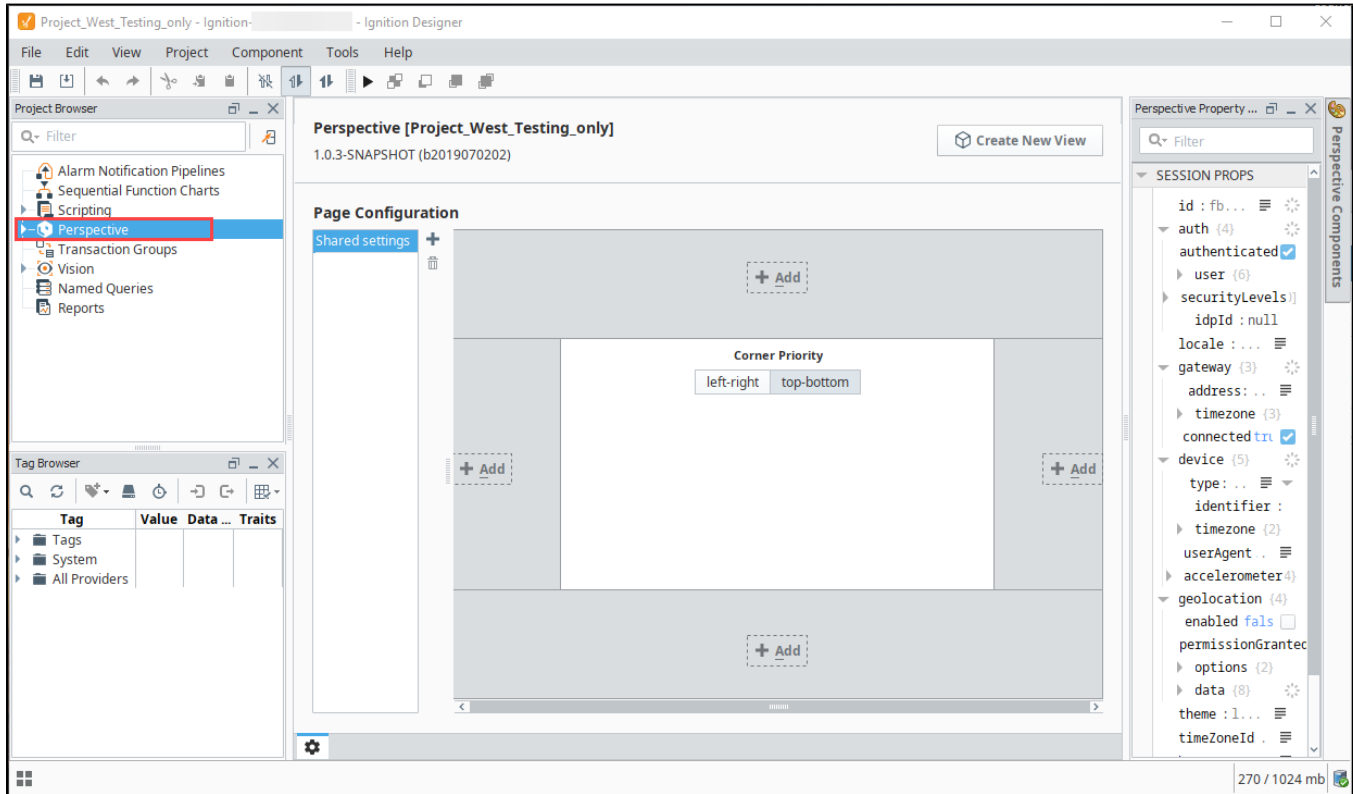 Project_West_Testing_only - Ignition- - Ignition Designer
File Edit View Project Component Tools Help
Project Browser
Filter
Alarm Notification Pipelines
Sequential Function Charts
Scripting
Perspective
Transaction Groups
Vision
Named Queries
Reports
Tag Browser
Tag Value Data ... Traits
Tags
System
All Providers
Perspective [Project_West_Testing_only]
1.0.3-SNAPSHOT (b2019070202)
Create New View
Page Configuration
Shared settings
+ Add
Corner Priority
left-right top-bottom
+ Add
+ Add
+ Add
Perspective Property ...
Filter
SESSION PROPS
id : fb...
auth {4}
authenticated
user {6}
securityLevels
idpId : null
locale : ...
gateway {3}
address: ..
timezone {3}
connected tru
device {5}
type: ..
identifier :
timezone {2}
userAgent .
accelerometer 4}
geolocation {4}
enabled fals
permissionGranted
options {2}
data {8}
theme : l...
timeZoneId .
Perspective Components
270 / 1024 mb